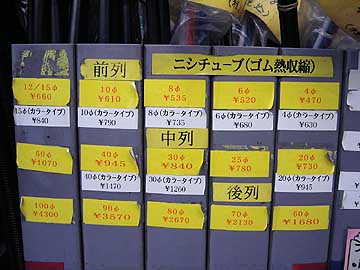 前列
ニシチューブ(ゴム熱収縮)
12/15φ
¥660
10φ
¥610
8φ
¥535
6φ
¥520
4φ
¥470
15φ(カラータイプ)
¥840
10φ(カラータイプ)
¥790
8φ(カラータイプ)
¥735
6φ(カラータイプ)
¥680
4φ(カラータイプ)
¥630
中列
50φ
¥1070
40φ
¥945
30φ
¥840
25φ
¥780
20φ
¥730
40φ(カラータイプ)
¥1470
30φ(カラータイプ)
¥1260
20φ(カラータイプ)
¥945
後列
100φ
¥4300
90φ
¥3570
80φ
¥2670
70φ
¥2130
60φ
¥1680